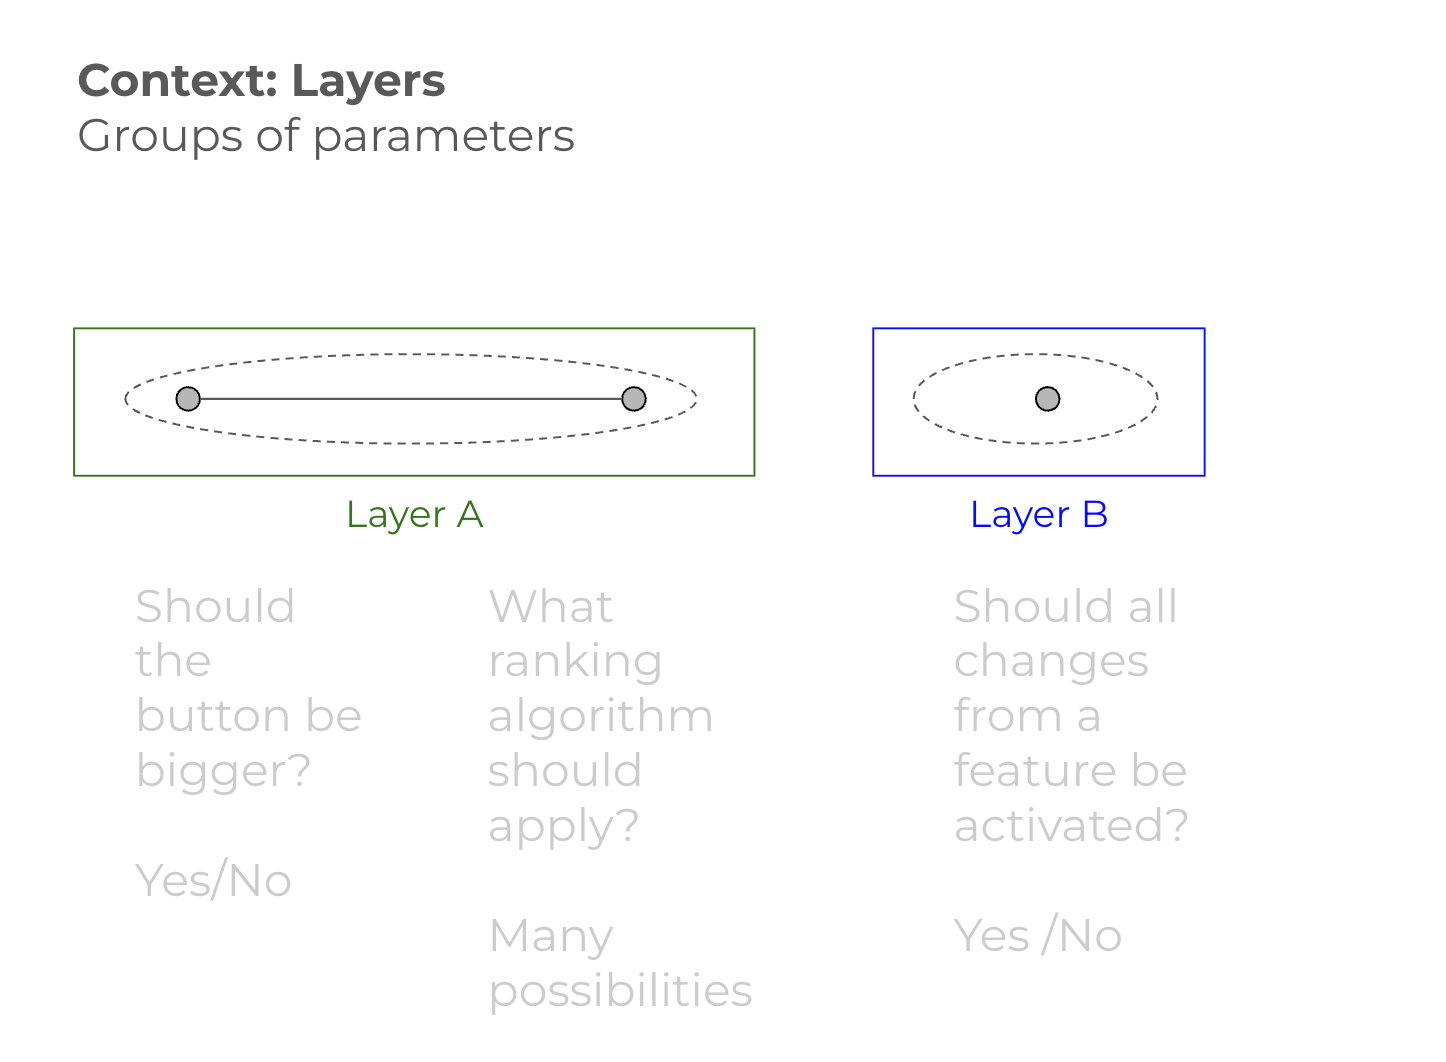 Context: Layers
Groups of parameters
Layer A
Layer B
Should
the
button be
bigger?
Yes/No
What
ranking
algorithm
should
apply?
Many
possibilities
Should all
changes
from a
feature be
activated?
Yes /No